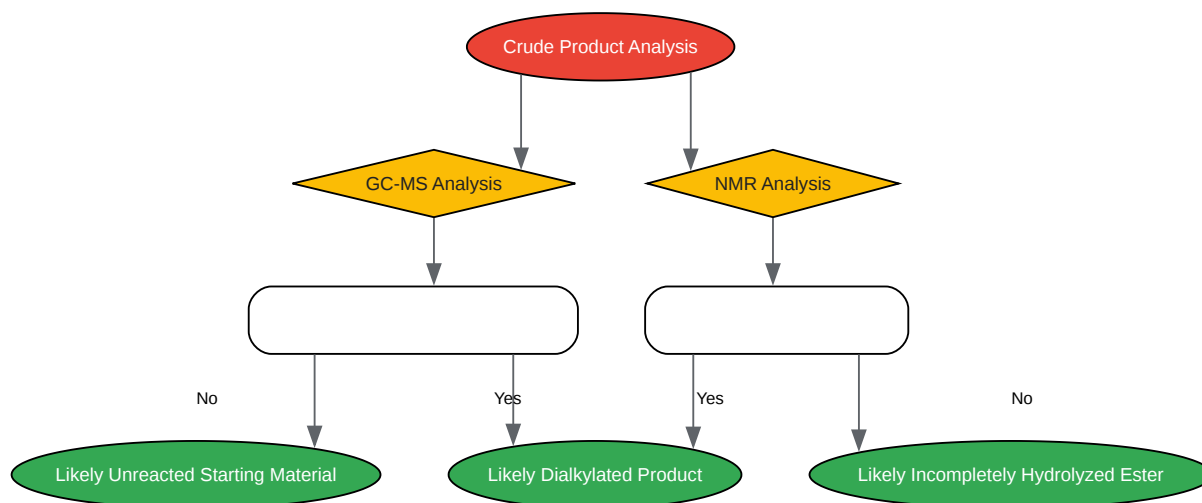 Crude Product Analysis
GC-MS Analysis
NMR Analysis
No
Yes
Yes
No
Likely Unreacted Starting Material
Likely Dialkylated Product
Likely Incompletely Hydrolyzed Ester